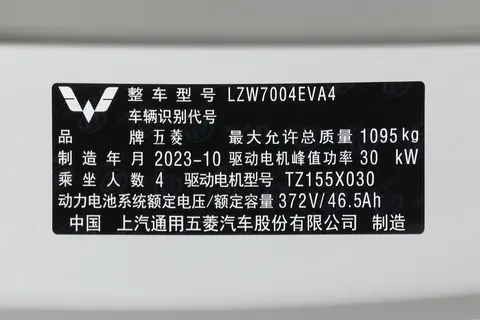 整车型号 LZW7004EVA4
车辆识别代号
品牌 五菱 最大允许总质量 1095kg
制造年月 2023-10 驱动电机峰值功率 30 kW
乘坐人数 4 驱动电机型号 TZ155X030
动力电池系统额定电压/额定容量 372V/46.5Ah
中国 上汽通用五菱汽车股份有限公司 制造